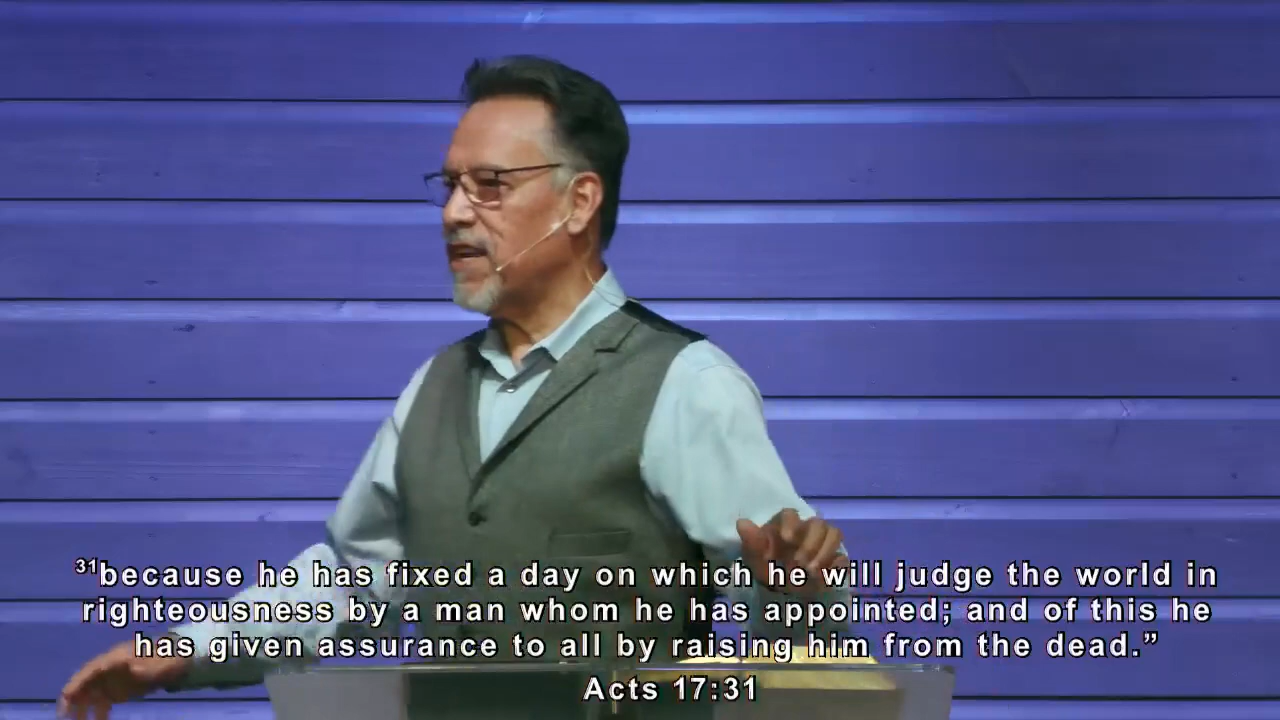 31because he has fixed a day on which he will judge the world in
righteousness by a man whom he has appointed; and of this he
has given assurance to all by raising him from the dead.”
Acts 17:31